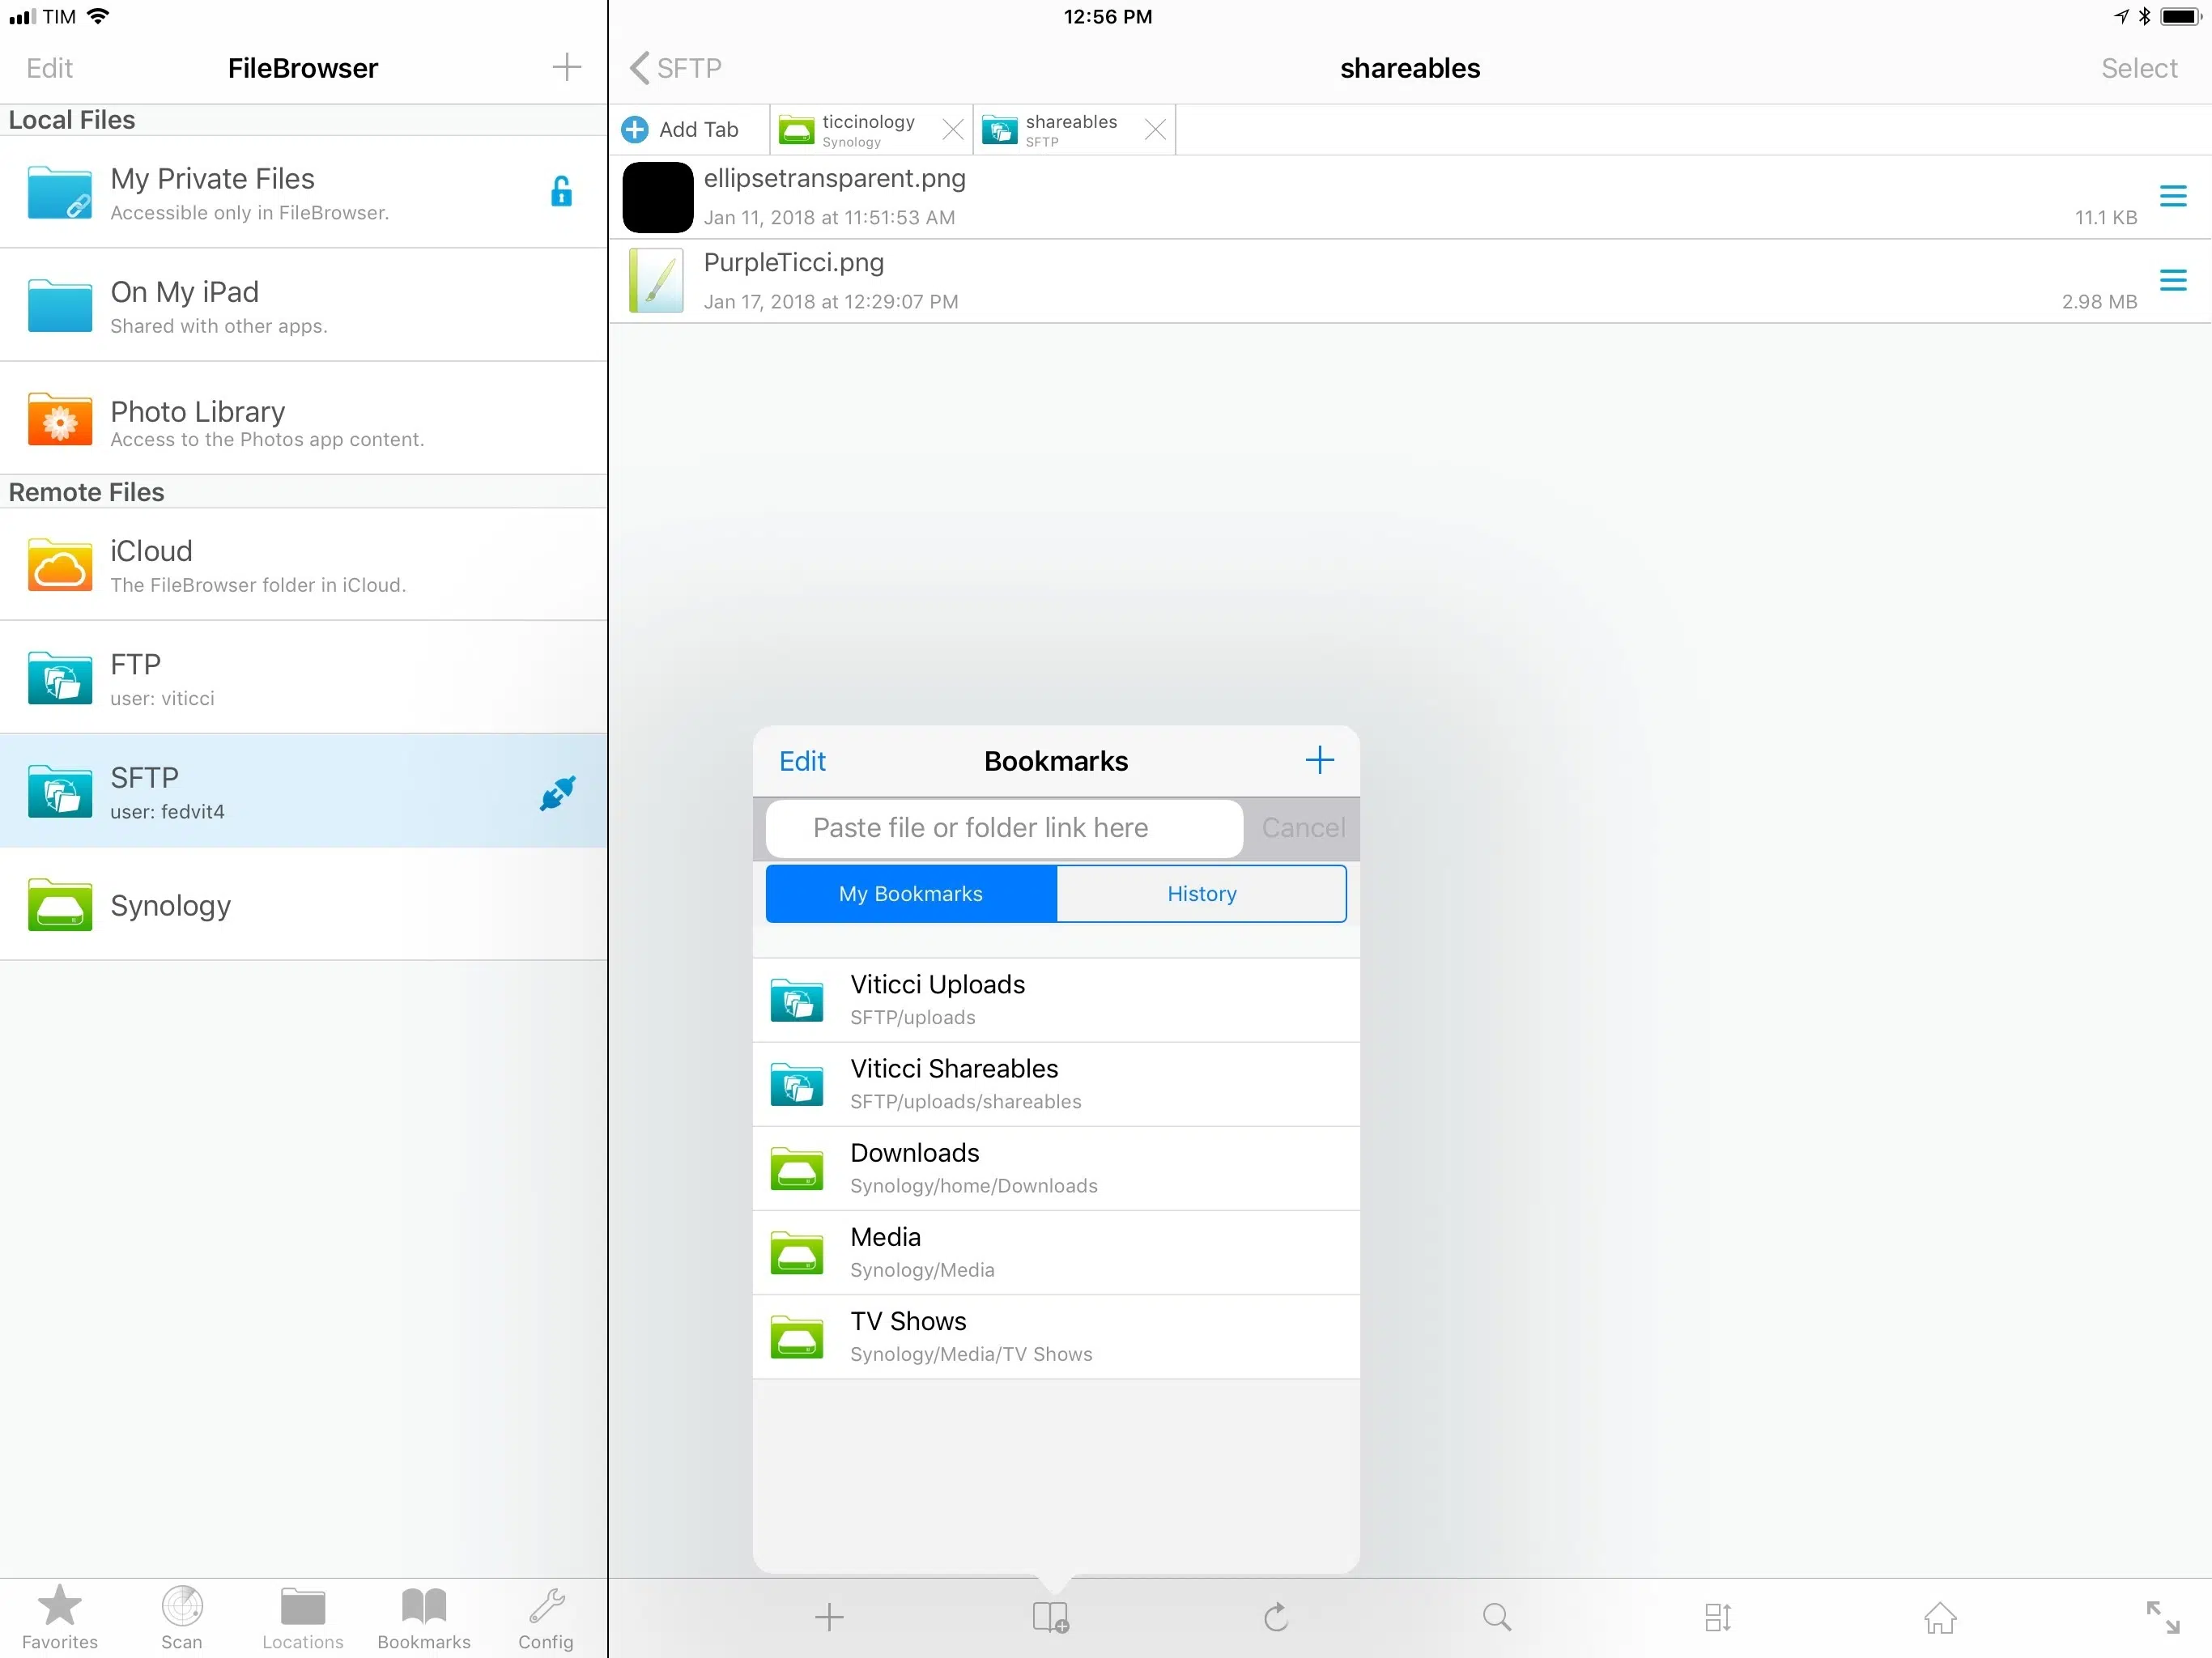 TIM
12:56 PM
Edit
FileBrowser
Local Files
My Private Files
Accessible only in FileBrowser.
On My iPad
Shared with other apps.
Photo Library
Access to the Photos app content.
Remote Files
iCloud
The FileBrowser folder in iCloud.
FTP
user: viticci
SFTP
user: fedvit4
Synology
Favorites
Scan
Locations
Bookmarks
Config
SFTP
shareables
Select
Add Tab
ticcinology
Synology
shareables
SFTP
ellipsetransparent.png
Jan 11, 2018 at 11:51:53 AM
11.1 KB
PurpleTicci.png
Jan 17, 2018 at 12:29:07 PM
2.98 MB
Edit
Bookmarks
Paste file or folder link here
Cancel
My Bookmarks
History
Viticci Uploads
SFTP/uploads
Viticci Shareables
SFTP/uploads/shareables
Downloads
Synology/home/Downloads
Media
Synology/Media
TV Shows
Synology/Media/TV Shows